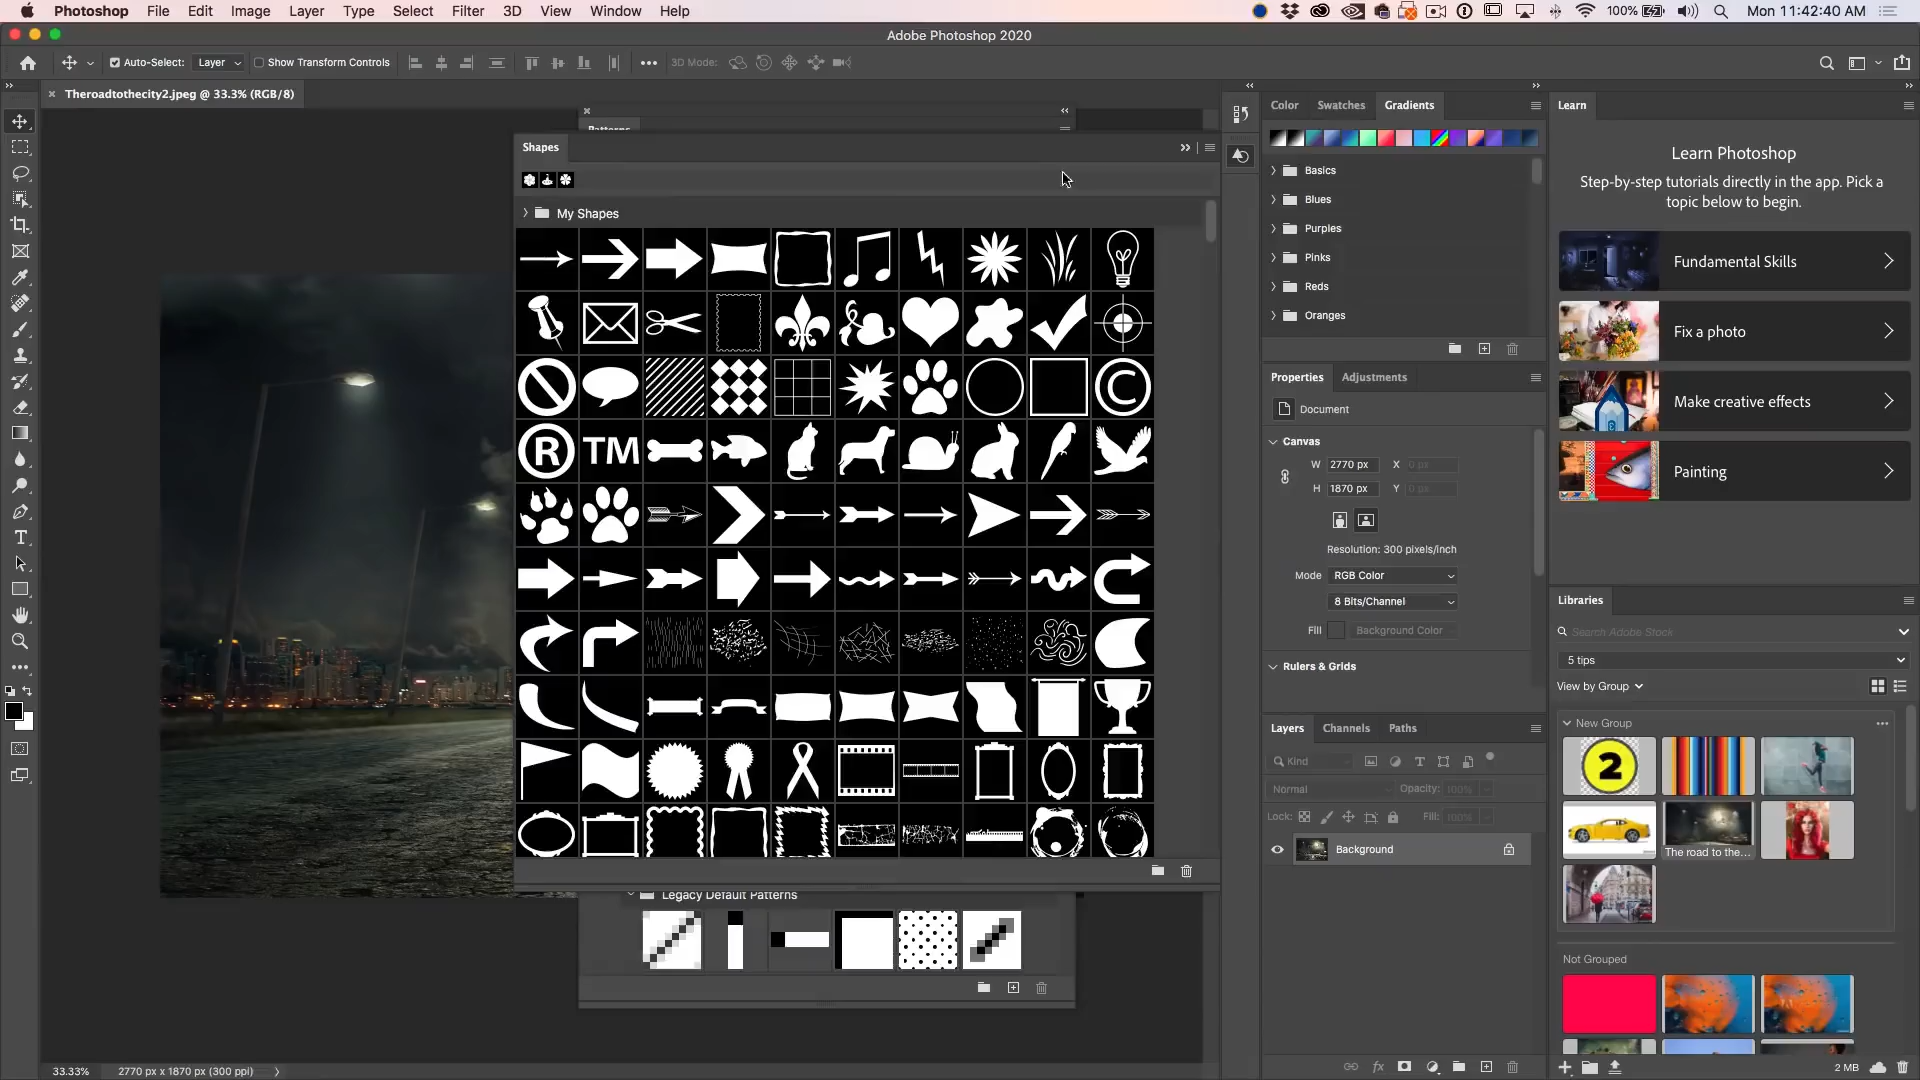 Photoshop File Edit Image Layer Type Select Filter 3D View Window Help 100% Mon 11:42:40 AM
Adobe Photoshop 2020
Auto-Select: Layer Show Transform Controls 3D Mode:
Theroadtothecity2.jpeg @ 33.3% (RGB/8)
Patterns
Shapes
My Shapes
R TM
Legacy Default Patterns
33.33% 2770 px x 1870 px (300 ppi)
Color Swatches Gradients
Basics
Blues
Purples
Pinks
Reds
Oranges
Properties Adjustments
Document
Canvas
W 2770 px X 0 px
H 1870 px Y 0 px
Resolution: 300 pixels/inch
Mode RGB Color
8 Bits/Channel
Fill Background Color
Rulers & Grids
Layers Channels Paths
Kind
Normal Opacity: 100%
Lock: Fill: 100%
Background
fx
Learn
Learn Photoshop
Step-by-step tutorials directly in the app. Pick a
topic below to begin.
Fundamental Skills
Fix a photo
Make creative effects
Painting
Libraries
Search Adobe Stock
5 tips
View by Group
New Group
2
The road to the...
Not Grouped
2 MB